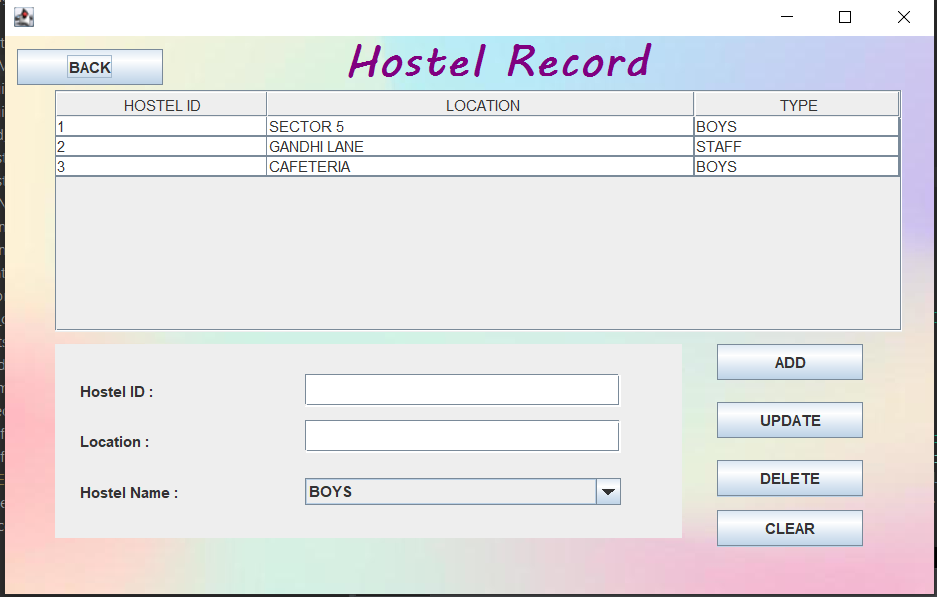 BACK
Hostel Record
HOSTEL ID LOCATION TYPE
1 SECTOR 5 BOYS
2 GANDHI LANE STAFF
3 CAFETERIA BOYS
Hostel ID :
Location :
Hostel Name : BOYS
ADD
UPDATE
DELETE
CLEAR